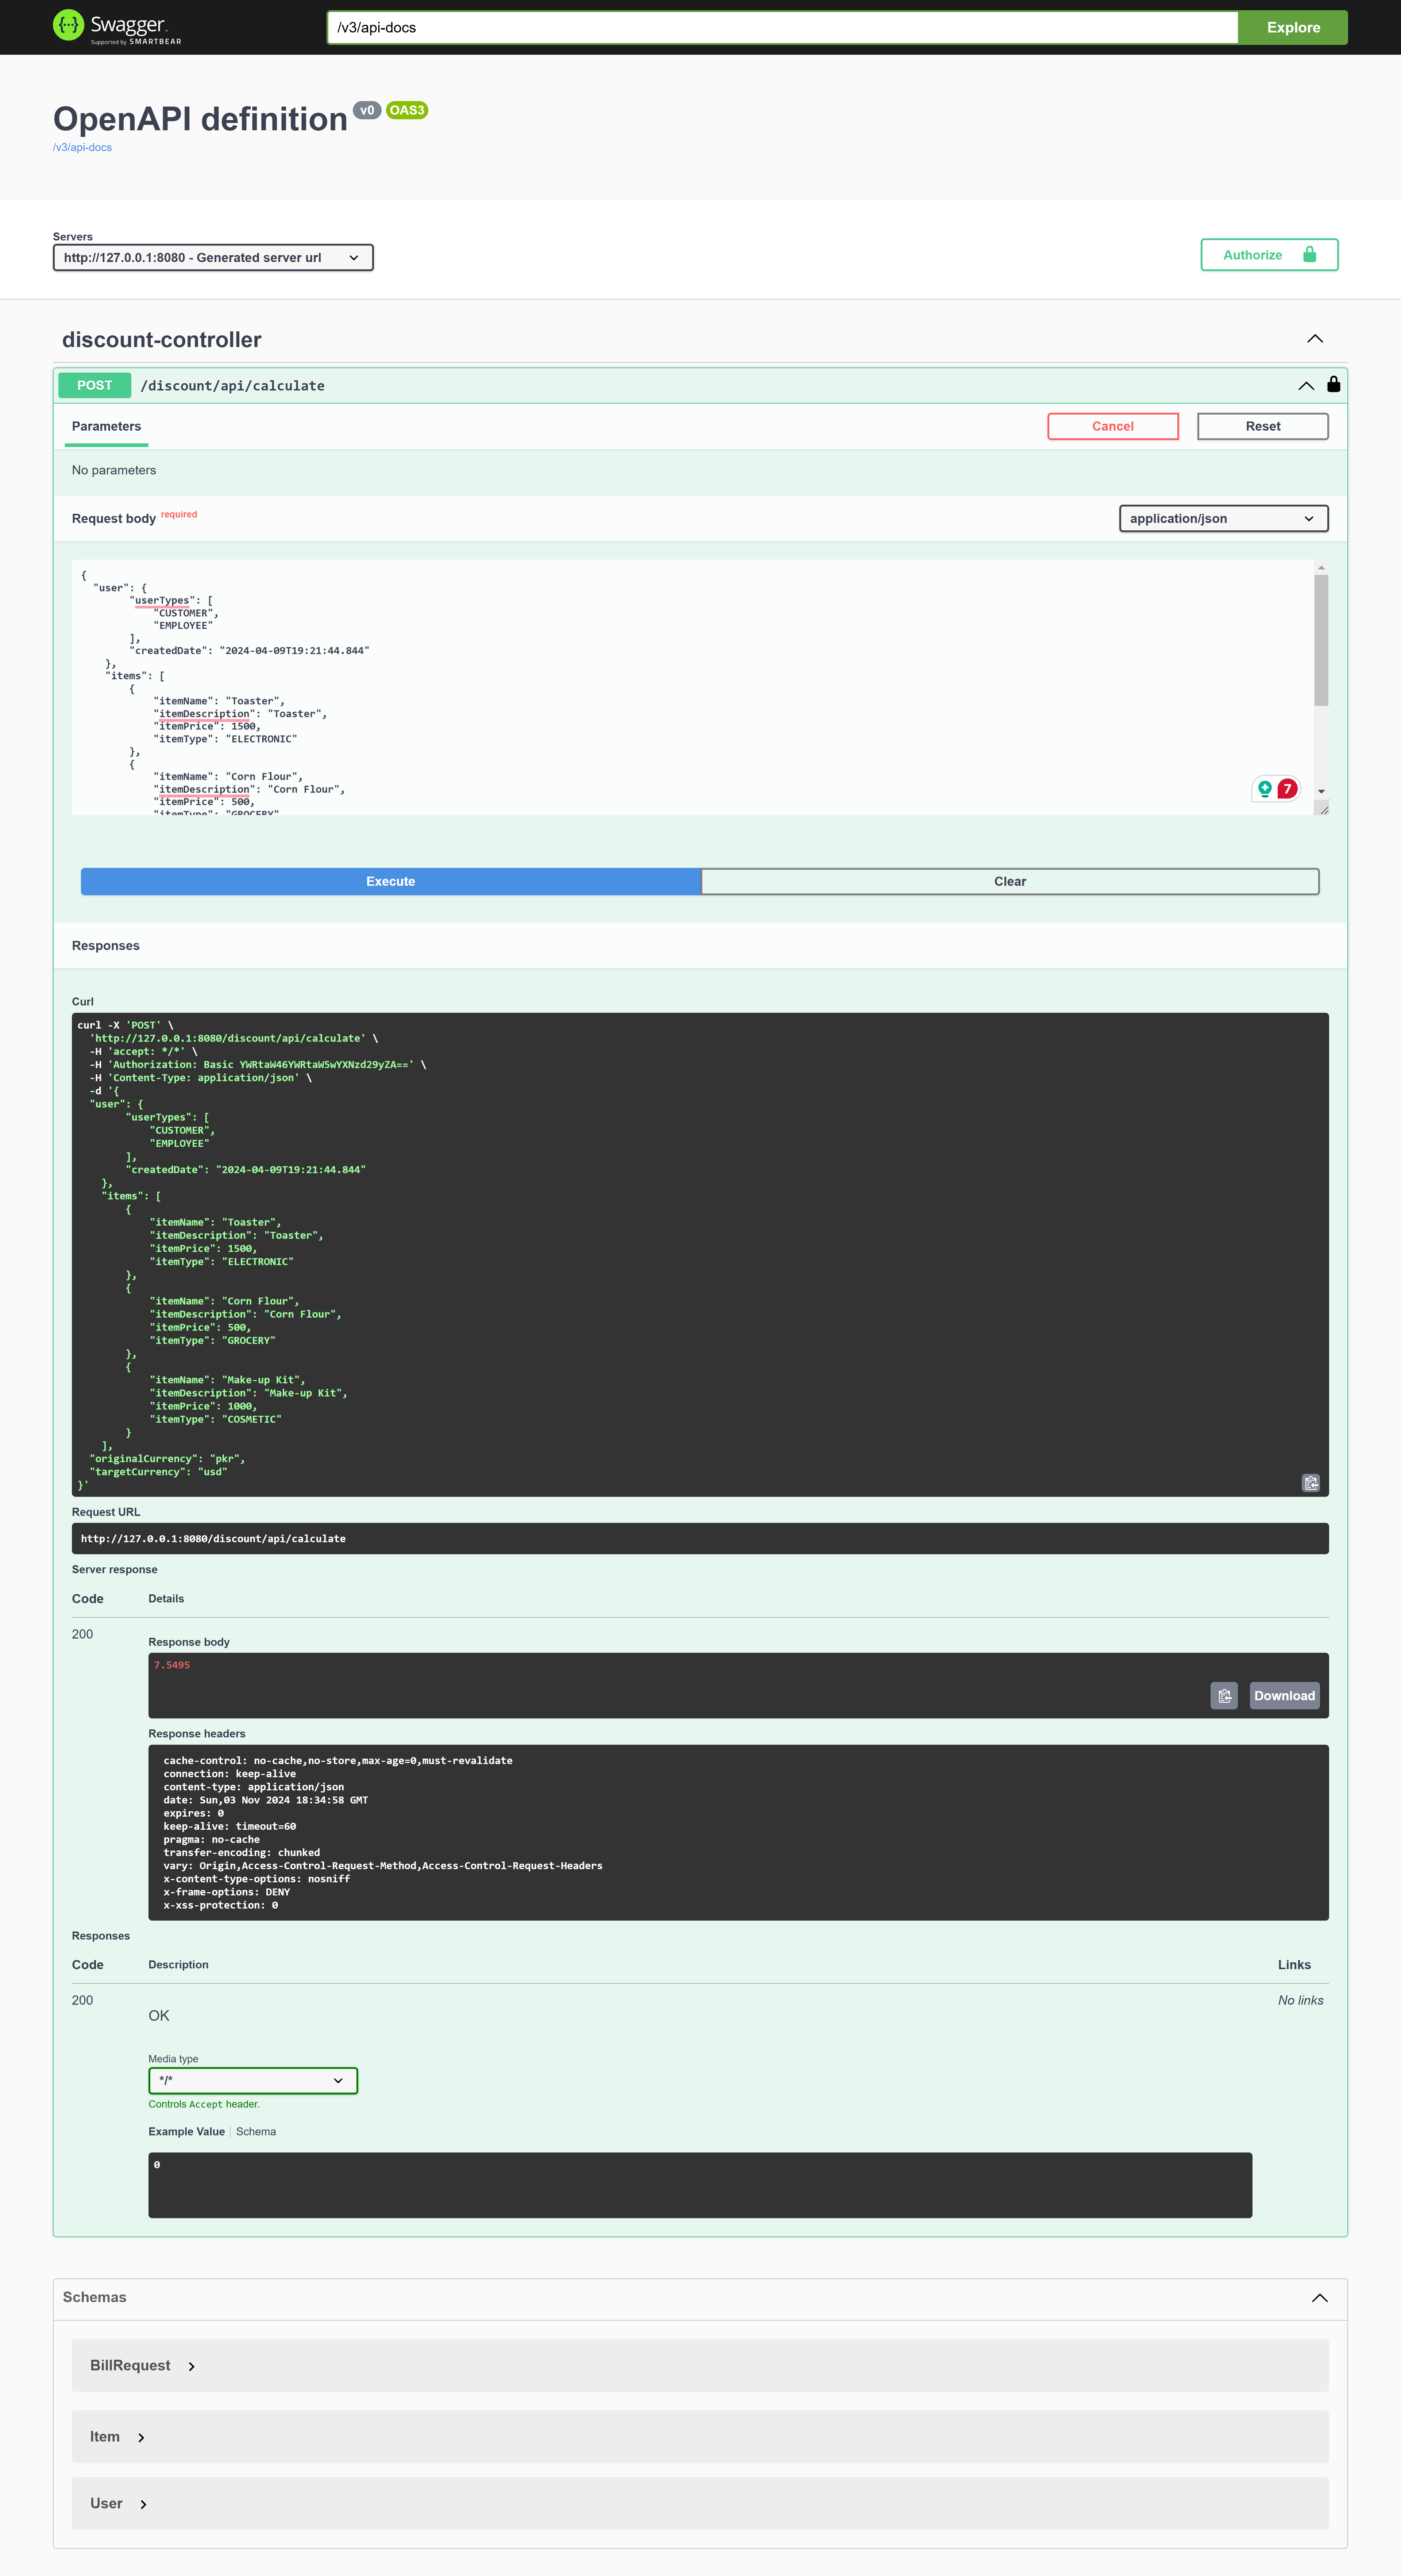 Swagger
Supported by SMARTBEAR
/v3/api-docs
Explore
OpenAPI definition v0 OAS3
/v3/api-docs
Servers
http://127.0.0.1:8080 - Generated server url
Authorize
discount-controller
POST /discount/api/calculate
Parameters
Cancel
Reset
No parameters
Request body required
application/json
{
"user": {
"userTypes": [
"CUSTOMER",
"EMPLOYEE"
],
"createdDate": "2024-04-09T19:21:44.844"
},
"items": [
{
"itemName": "Toaster",
"itemDescription": "Toaster",
"itemPrice": 1500,
"itemType": "ELECTRONIC"
},
{
"itemName": "Corn Flour",
"itemDescription": "Corn Flour",
"itemPrice": 500,
"itemType": "GROCERY"
7
Execute
Clear
Responses
Curl
curl -X 'POST' \
'http://127.0.0.1:8080/discount/api/calculate' \
-H 'accept: */*' \
-H 'Authorization: Basic YWRtaW46YWRtaW5wYXNzd29yZA==' \
-H 'Content-Type: application/json' \
-d '{
"user": {
"userTypes": [
"CUSTOMER",
"EMPLOYEE"
],
"createdDate": "2024-04-09T19:21:44.844"
},
"items": [
{
"itemName": "Toaster",
"itemDescription": "Toaster",
"itemPrice": 1500,
"itemType": "ELECTRONIC"
},
{
"itemName": "Corn Flour",
"itemDescription": "Corn Flour",
"itemPrice": 500,
"itemType": "GROCERY"
},
{
"itemName": "Make-up Kit",
"itemDescription": "Make-up Kit",
"itemPrice": 1000,
"itemType": "COSMETIC"
}
],
"originalCurrency": "pkr",
"targetCurrency": "usd"
}'
Request URL
http://127.0.0.1:8080/discount/api/calculate
Server response
Code Details
200
Response body
7.5495
Download
Response headers
cache-control: no-cache,no-store,max-age=0,must-revalidate
connection: keep-alive
content-type: application/json
date: Sun,03 Nov 2024 18:34:58 GMT
expires: 0
keep-alive: timeout=60
pragma: no-cache
transfer-encoding: chunked
vary: Origin,Access-Control-Request-Method,Access-Control-Request-Headers
x-content-type-options: nosniff
x-frame-options: DENY
x-xss-protection: 0
Responses
Code Description Links
200 OK No links
Media type
*/*
Controls Accept header.
Example Value Schema
0
Schemas
BillRequest
Item
User